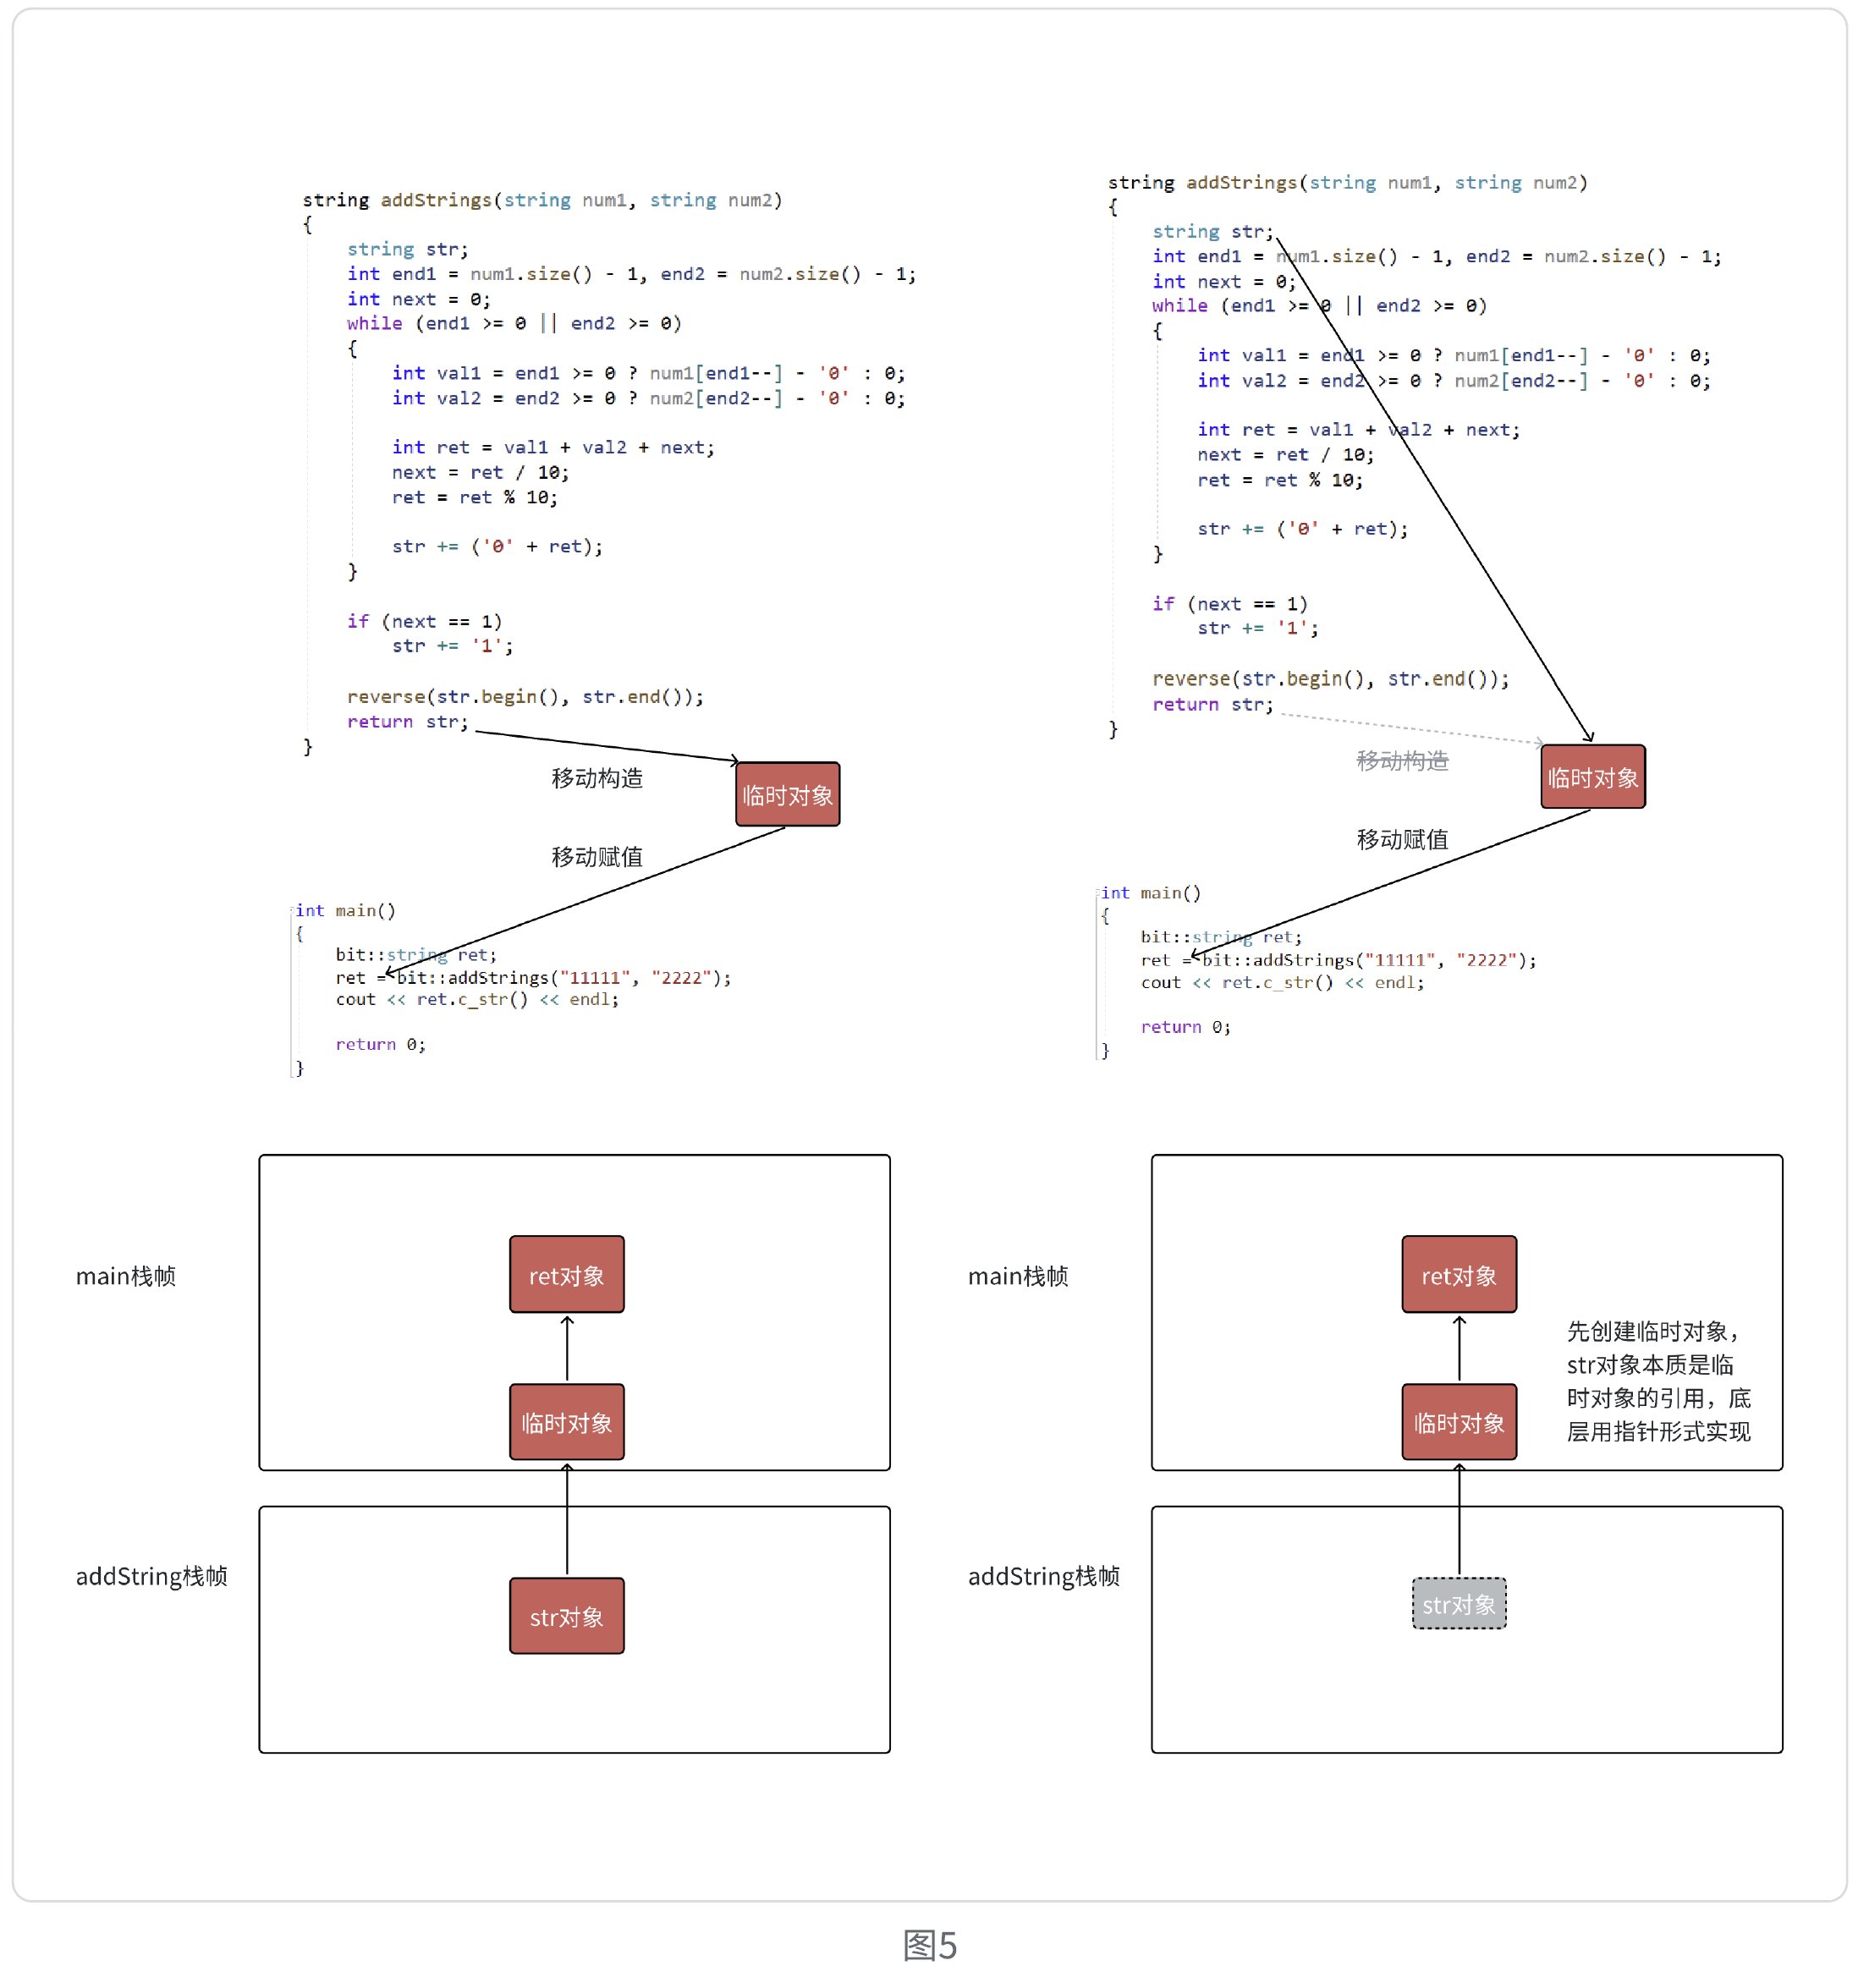 string addStrings(string num1, string num2)
{
    string str;
    int end1 = num1.size() - 1, end2 = num2.size() - 1;
    int next = 0;
    while (end1 >= 0 || end2 >= 0)
    {
        int val1 = end1 >= 0 ? num1[end1--] - '0' : 0;
        int val2 = end2 >= 0 ? num2[end2--] - '0' : 0;
        int ret = val1 + val2 + next;
        next = ret / 10;
        ret = ret % 10;
        str += ('0' + ret);
    }
    if (next == 1)
        str += '1';
    reverse(str.begin(), str.end());
    return str;
}
移动构造
临时对象
移动赋值
int main()
{
    bit::string ret;
    ret = bit::addStrings("11111", "2222");
    cout << ret.c_str() << endl;
    return 0;
}
main栈帧
ret对象
临时对象
addString栈帧
str对象
string addStrings(string num1, string num2)
{
    string str;
    int end1 = num1.size() - 1, end2 = num2.size() - 1;
    int next = 0;
    while (end1 >= 0 || end2 >= 0)
    {
        int val1 = end1 >= 0 ? num1[end1--] - '0' : 0;
        int val2 = end2 >= 0 ? num2[end2--] - '0' : 0;
        int ret = val1 + val2 + next;
        next = ret / 10;
        ret = ret % 10;
        str += ('0' + ret);
    }
    if (next == 1)
        str += '1';
    reverse(str.begin(), str.end());
    return str;
}
移动构造
临时对象
移动赋值
int main()
{
    bit::string ret;
    ret = bit::addStrings("11111", "2222");
    cout << ret.c_str() << endl;
    return 0;
}
main栈帧
ret对象
临时对象
先创建临时对象，
str对象本质是临
时对象的引用，底
层用指针形式实现
addString栈帧
str对象
图5